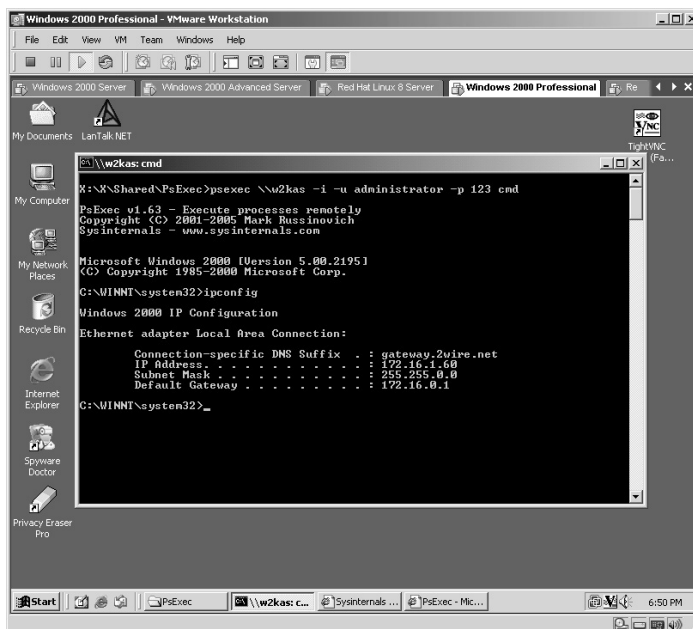 Windows 2000 Professional - VMware Workstation
File Edit View VM Team Windows Help
Windows 2000 Server Windows 2000 Advanced Server Red Hat Linux 8 Server Windows 2000 Professional Re
My Documents
LanTalk NET
TightVNC
(Fa...
My Computer
My Network
Places
Recycle Bin
Internet
Explorer
Spyware
Doctor
Privacy Eraser
Pro
\\w2kas: cmd
X:\X\Shared\PsExec>psexec \\w2kas -i -u administrator -p 123 cmd
PsExec v1.63 - Execute processes remotely
Copyright (C) 2001-2005 Mark Russinovich
Sysinternals - www.sysinternals.com
Microsoft Windows 2000 [Version 5.00.2195]
(C) Copyright 1985-2000 Microsoft Corp.
C:\WINNT\system32>ipconfig
Windows 2000 IP Configuration
Ethernet adapter Local Area Connection:
Connection-specific DNS Suffix . : gateway.2wire.net
IP Address. . . . . . . . . . . . : 172.16.1.60
Subnet Mask . . . . . . . . . . . : 255.255.0.0
Default Gateway . . . . . . . . . : 172.16.0.1
C:\WINNT\system32>_
Start PsExec \\w2kas: c... Sysinternals ... PsExec - Mic... 6:50 PM